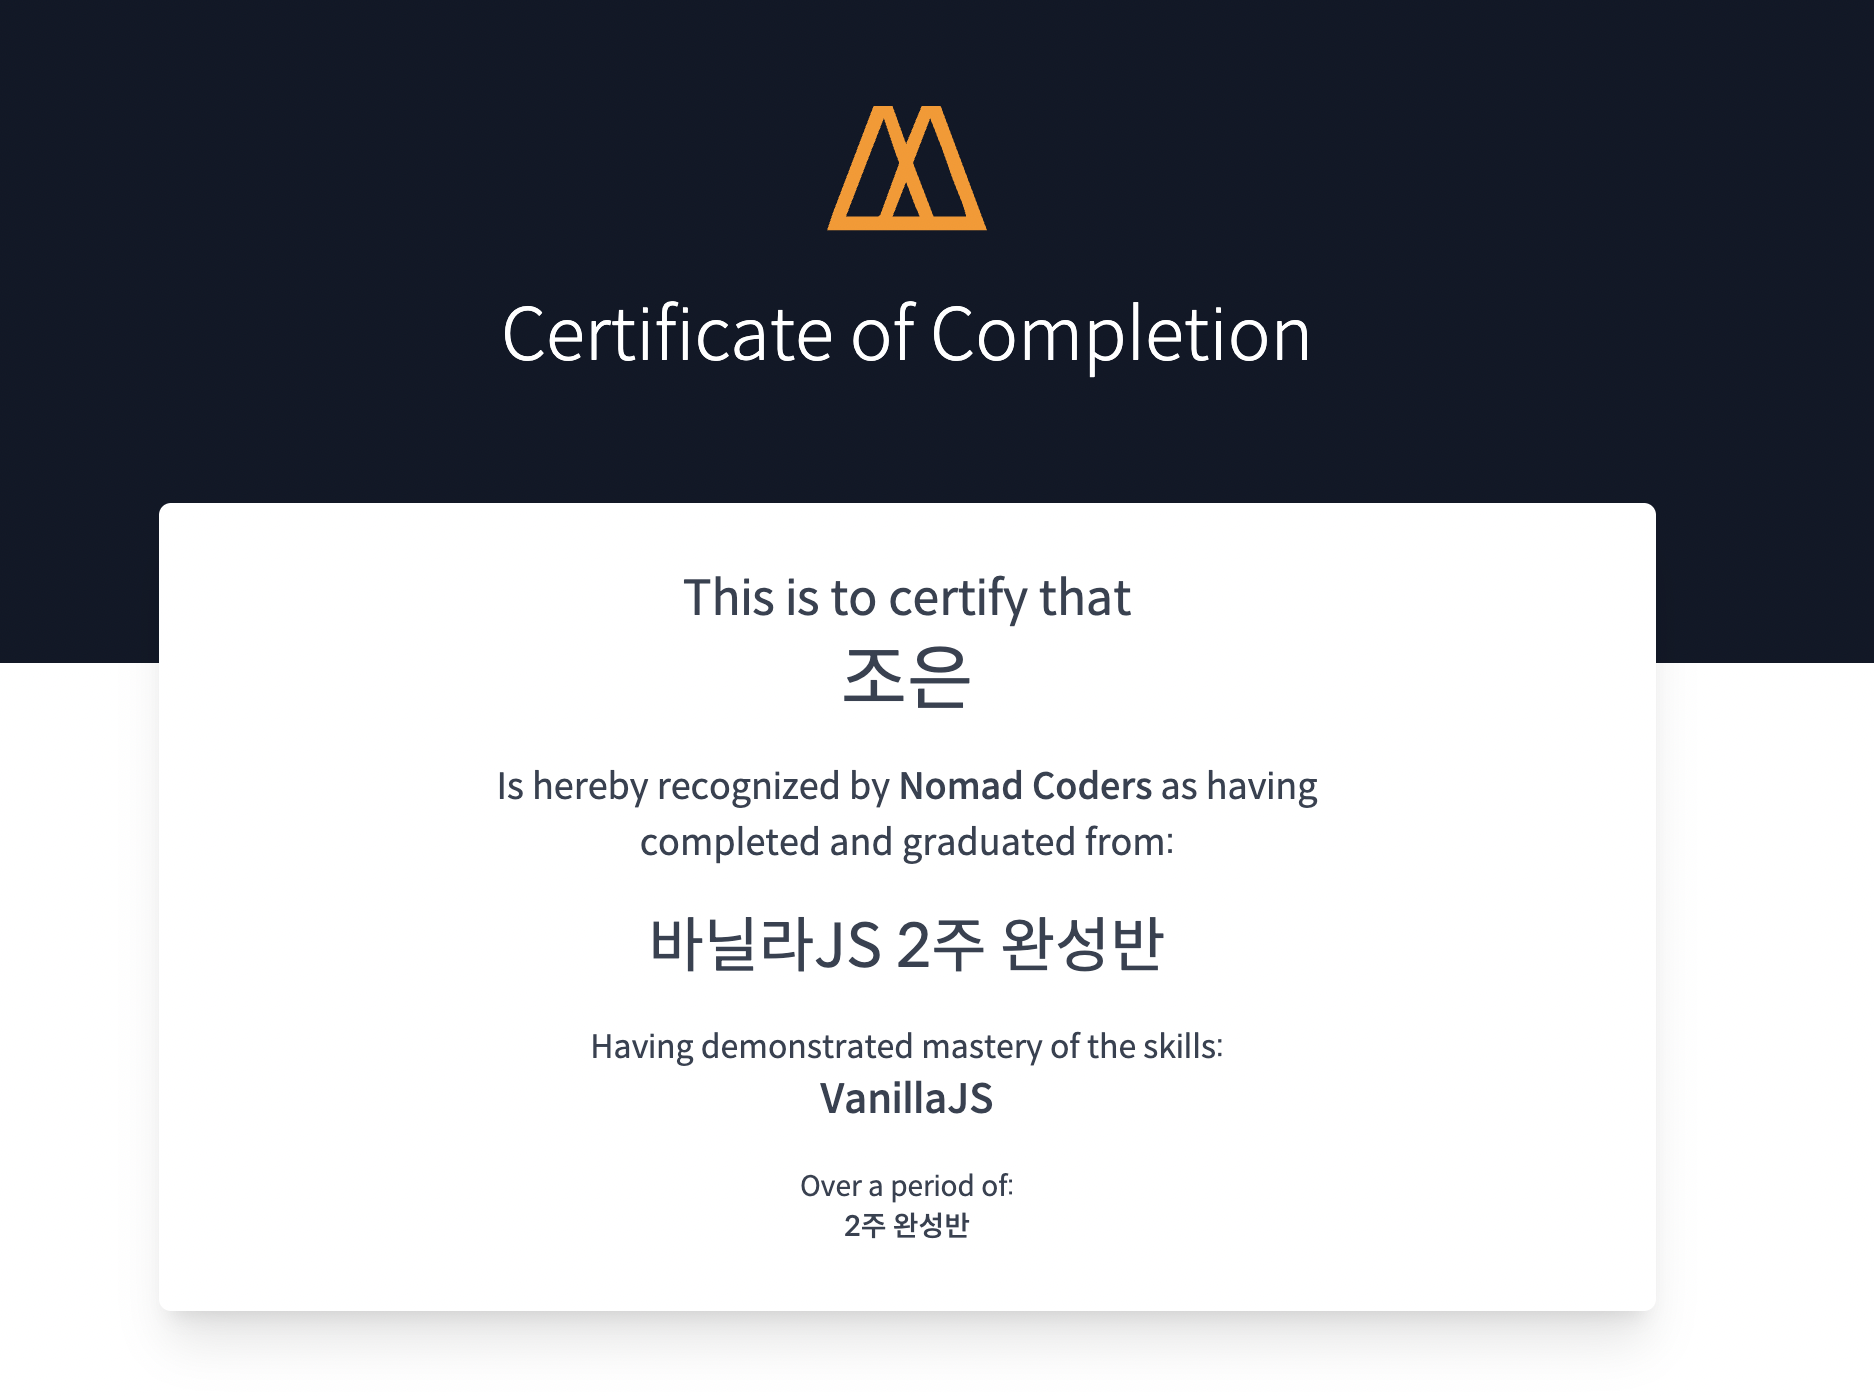 Certificate of Completion
This is to certify that
조은
Is hereby recognized by Nomad Coders as having
completed and graduated from:
바닐라JS 2주 완성반
Having demonstrated mastery of the skills:
VanillaJS
Over a period of:
2주 완성반